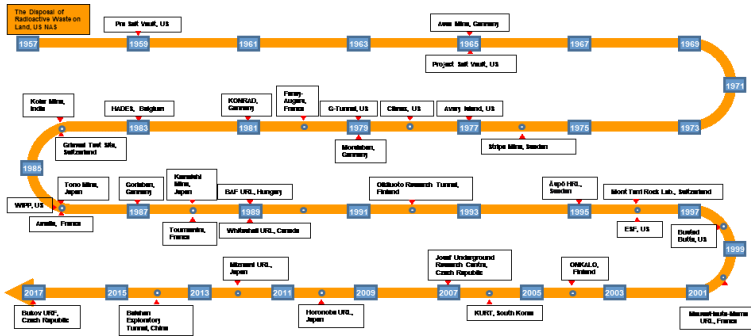 The Disposal of
Radioactive Waste on
Land, US NAS
Pro Salt Vault, US
Asse Mine, Germany
1957
1959
1961
1963
1965
1967
1969
Project Salt Vault, US
1971
Kolar Mine,
India
HADES, Belgium
KONRAD,
Germany
Fanay-
Augers,
France
G-Tunnel, US
Climax, US
Avery Island, US
1983
1981
1979
1977
1975
1973
Grimsel Test Site,
Switzerland
Morsleben,
Germany
Stripa Mine, Sweden
1985
Tono Mine,
Japan
Gorleben,
Germany
Kamaishi
Mine,
Japan
BAF URL, Hungary
Olkiluoto Research Tunnel,
Finland
Äspö HRL,
Sweden
Mont Terri Rock Lab., Switzerland
WIPP, US
1987
1989
1991
1993
1995
1997
Amelie, France
Tournemire,
France
Whiteshell URL, Canada
ESF, US
Busted
Butte, US
1999
Mizunami URL,
Japan
Josef Underground
Research Centre,
Czech Republic
ONKALO,
Finland
2017
2015
2013
2011
2009
2007
2005
2003
2001
Bukov URF,
Czech Republic
Beishan
Exploratory
Tunnel, China
Horonobe URL,
Japan
KURT, South Korea
Meuse/Haute-Marne
URL, France